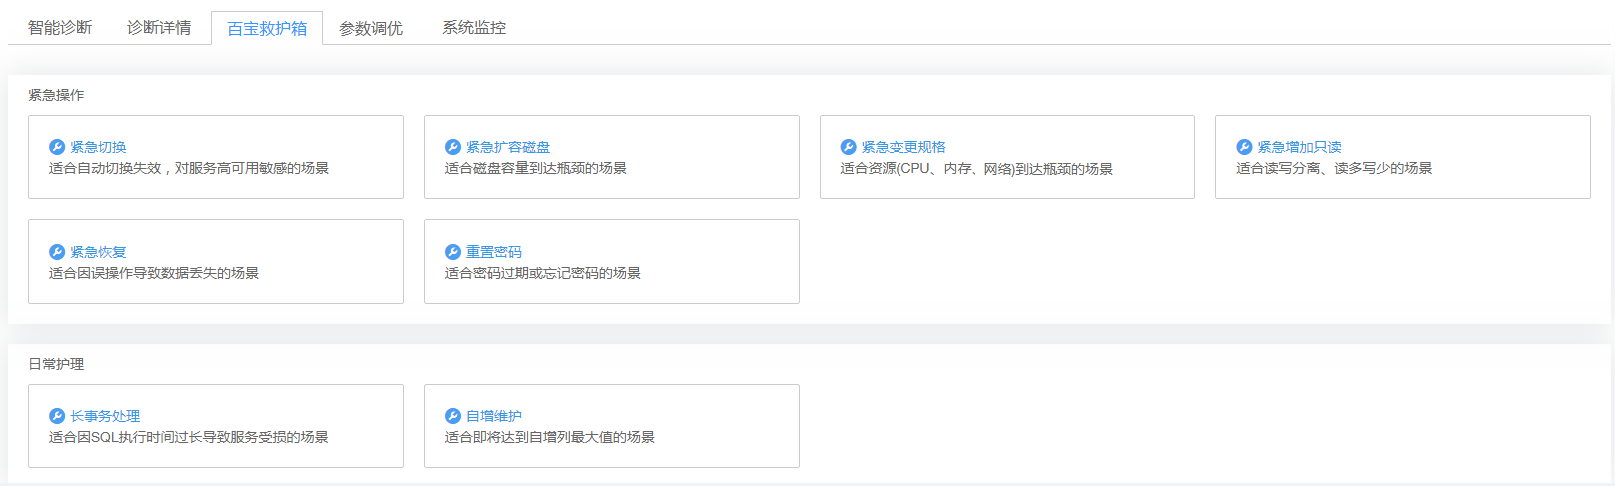 智能诊断 诊断详情 百宝救护箱 参数调优 系统监控
紧急操作
紧急切换
适合自动切换失效，对服务高可用敏感的场景
紧急扩容磁盘
适合磁盘容量到达瓶颈的场景
紧急变更规格
适合资源(CPU、内存、网络)到达瓶颈的场景
紧急增加只读
适合读写分离、读多写少的场景
紧急恢复
适合因误操作导致数据丢失的场景
重置密码
适合密码过期或忘记密码的场景
日常护理
长事务处理
适合因SQL执行时间过长导致服务受损的场景
自增维护
适合即将达到自增列最大值的场景